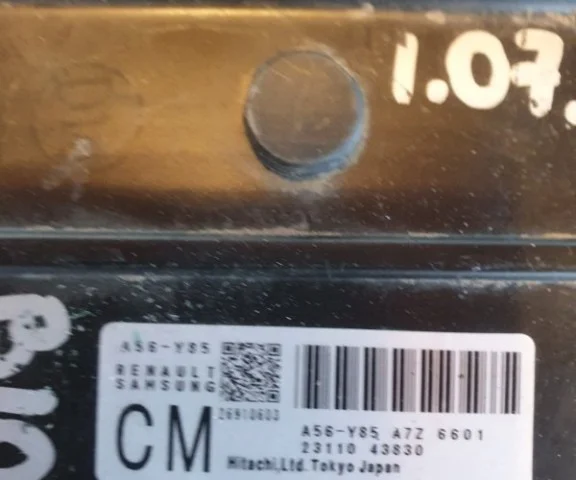 1.07.
A56-Y85
RENAULT
SAMSUNG
26910603
CM
A56-Y85 A7Z 6601
23110 43830
Hitachi,Ltd.Tokyo Japan